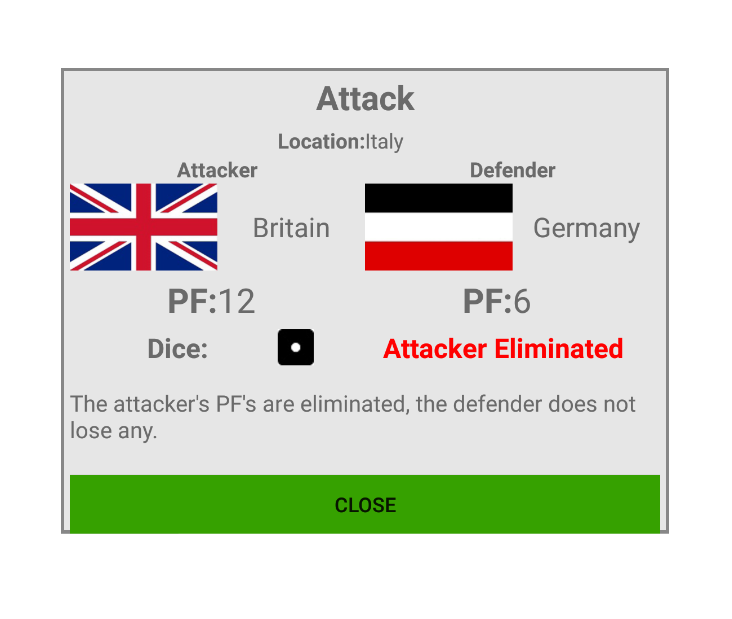 Attack
Location:Italy
Attacker Defender
Britain Germany
PF:12 PF:6
Dice: Attacker Eliminated
The attacker's PF's are eliminated, the defender does not
lose any.
CLOSE